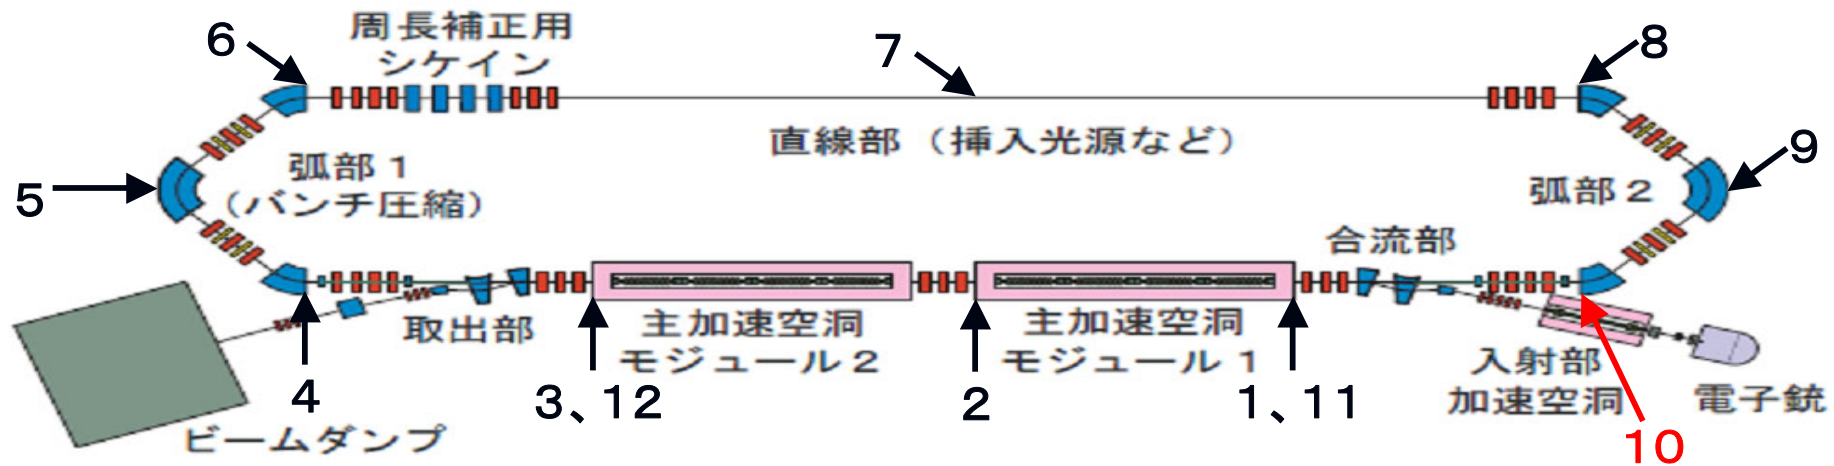 6
周長補正用
シケイン
7
8
直線部（挿入光源など）
5
弧部１
（バンチ圧縮）
9
弧部２
合流部
取出部
主加速空洞
モジュール２
主加速空洞
モジュール１
入射部
加速空洞
電子銃
4
3、12
2
1、11
10
ビームダンプ